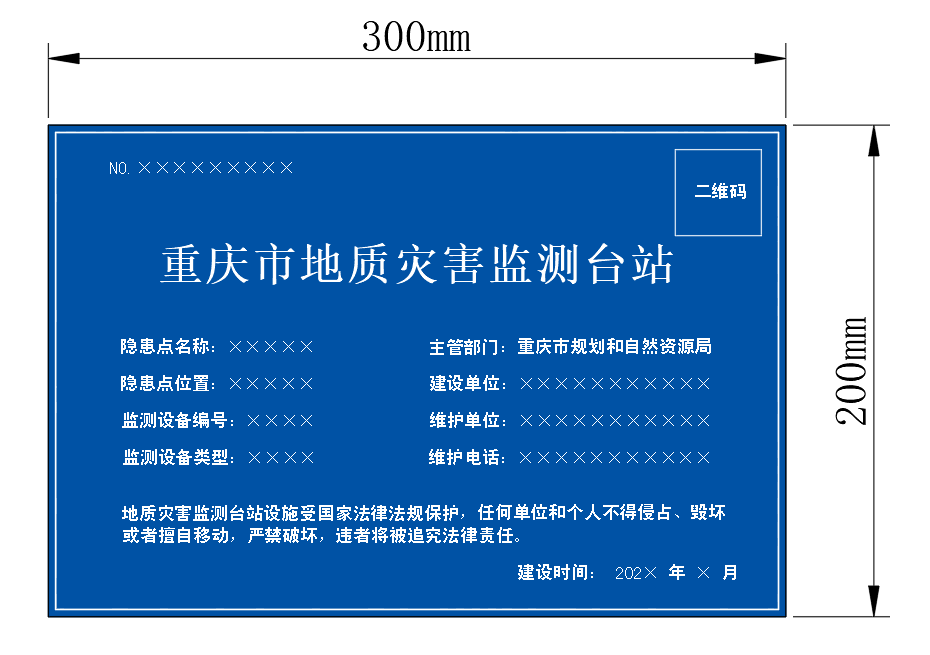 300mm
NO. ×××××××××
二维码
重庆市地质灾害监测台站
隐患点名称：××××× 主管部门：重庆市规划和自然资源局
隐患点位置：××××× 建设单位：×××××××××××
监测设备编号：×××× 维护单位：×××××××××××
监测设备类型：×××× 维护电话：×××××××××××
地质灾害监测台站设施受国家法律法规保护，任何单位和个人不得侵占、毁坏
或者擅自移动，严禁破坏，违者将被追究法律责任。
建设时间： 202× 年 × 月
200mm